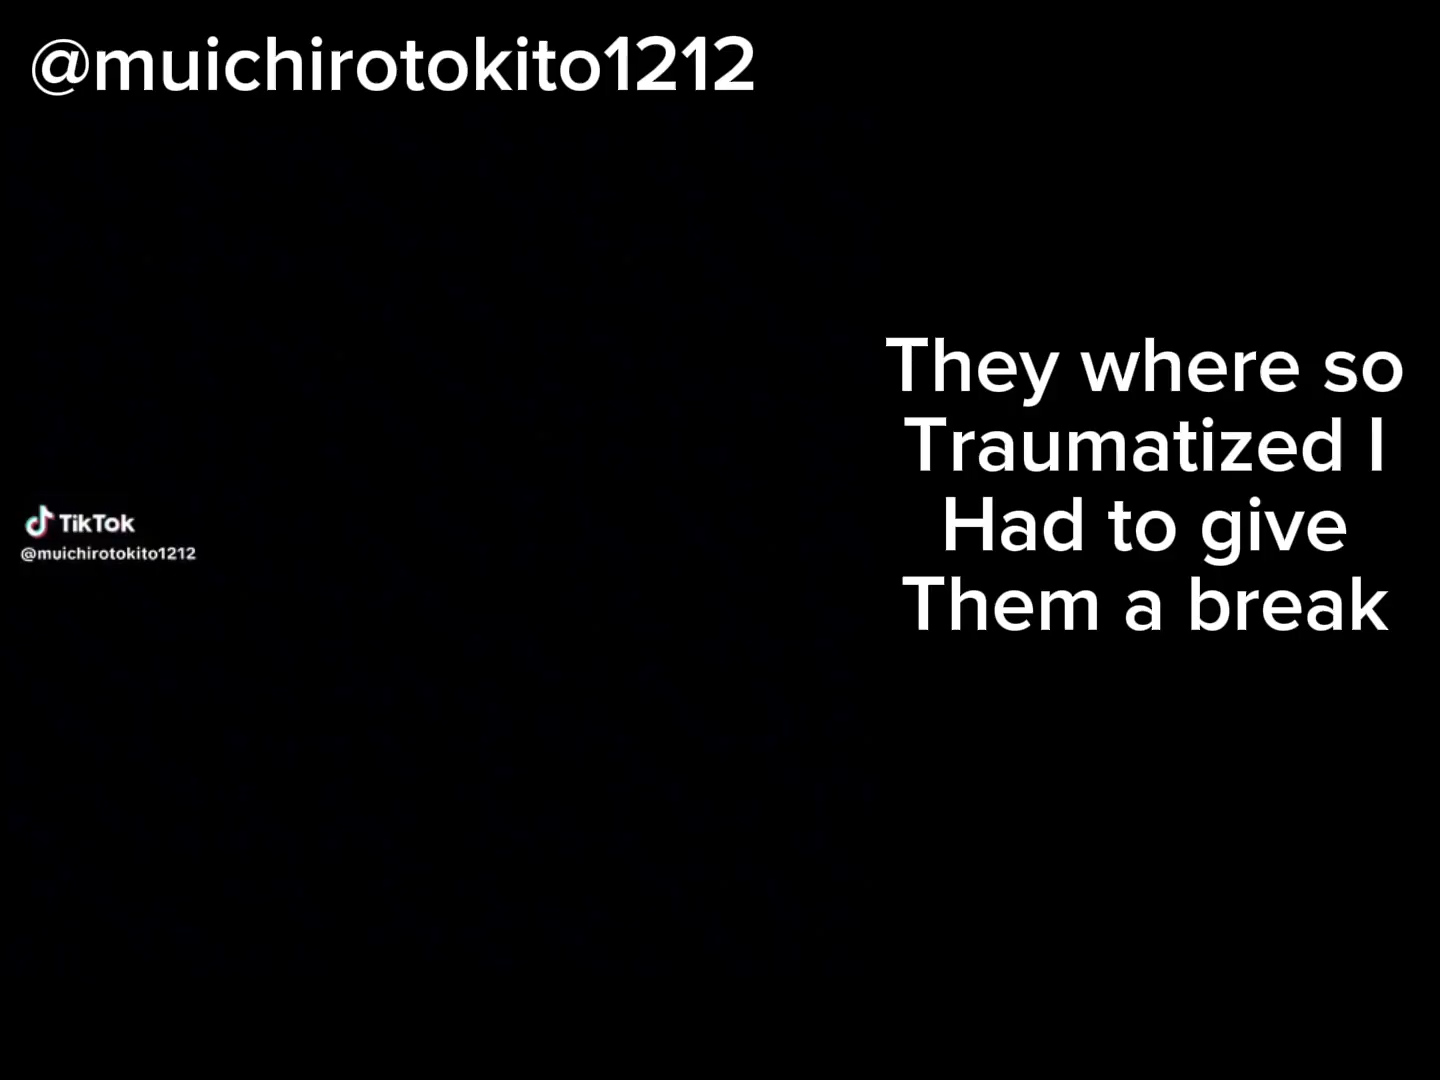 @muichirotokito1212
They where so
Traumatized I
Had to give
Them a break
TikTok
@muichirotokito1212